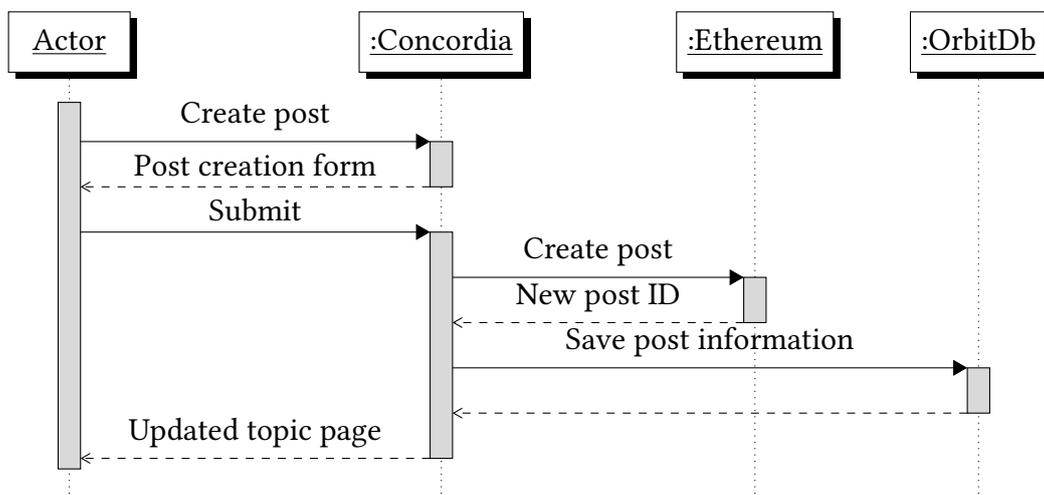 Actor
:Concordia
:Ethereum
:OrbitDb
Create post
Post creation form
Submit
Create post
New post ID
Save post information
Updated topic page